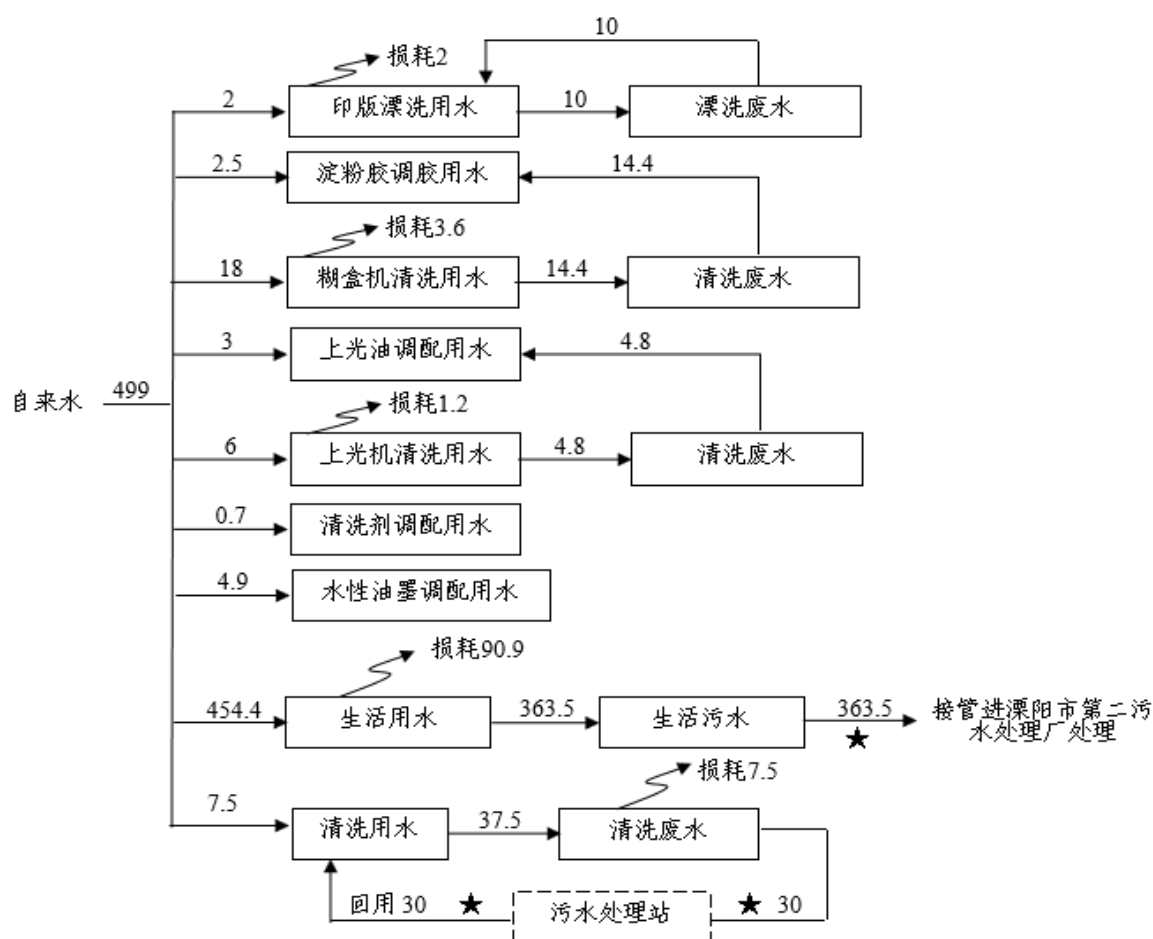 10
损耗2
2
印版漂洗用水
10
漂洗废水
2.5
淀粉胶调胶用水
14.4
损耗3.6
18
糊盒机清洗用水
14.4
清洗废水
3
上光油调配用水
4.8
自来水
499
损耗1.2
6
上光机清洗用水
4.8
清洗废水
0.7
清洗剂调配用水
4.9
水性油墨调配用水
损耗90.9
454.4
生活用水
363.5
生活污水
363.5
★
接管进溧阳市第二污
水处理厂处理
损耗7.5
7.5
清洗用水
37.5
清洗废水
回用 30 ★
污水处理站
★ 30